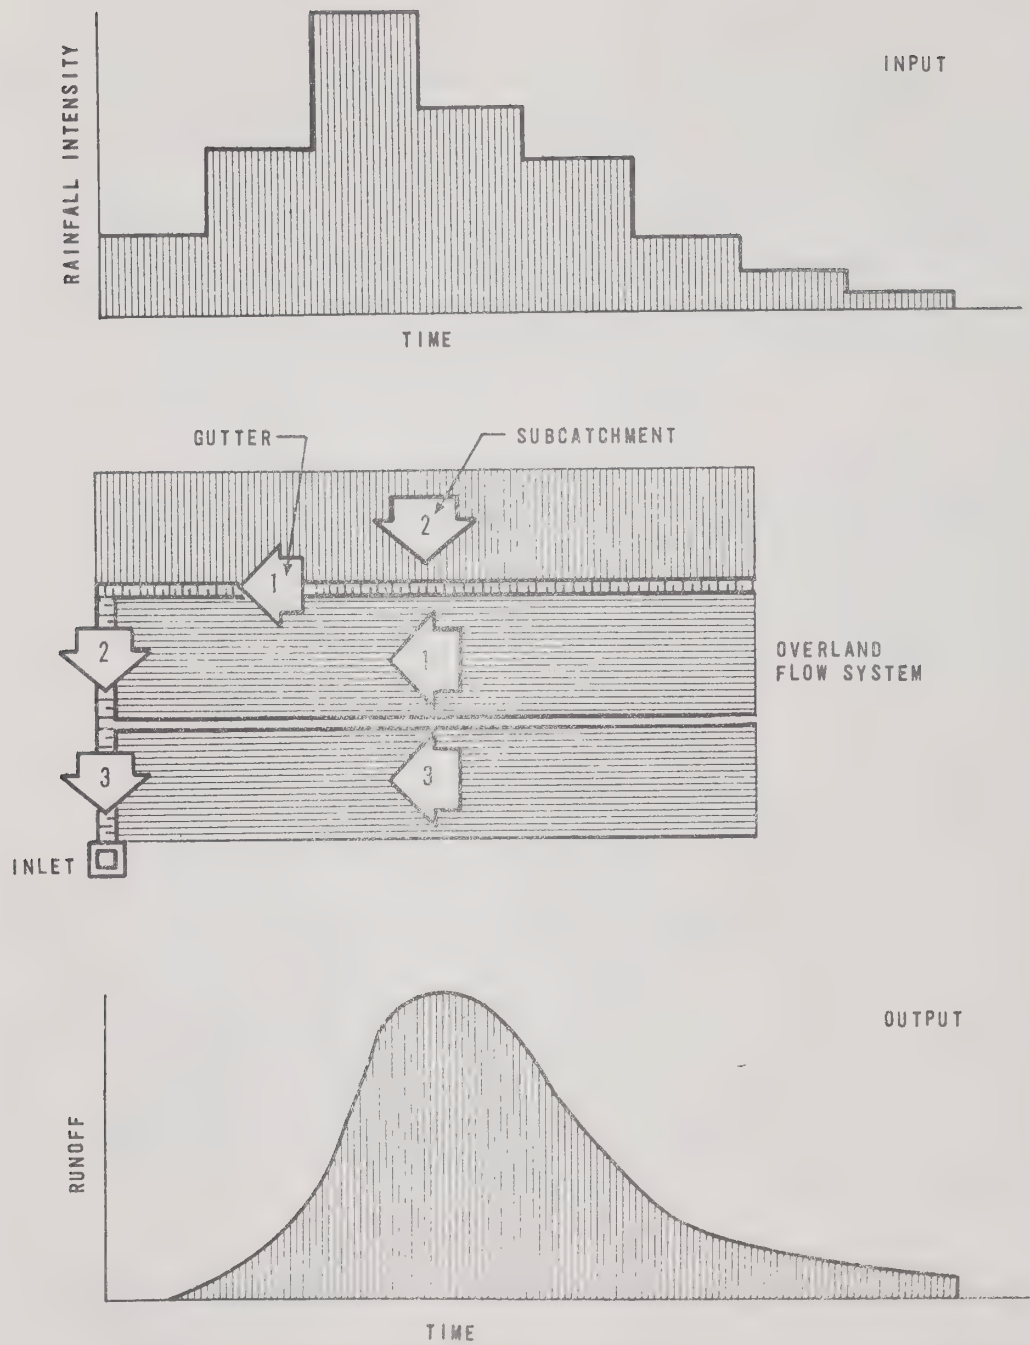 INPUT
RAINFALL INTENSITY
TIME
GUTTER
SUBCATCHMENT
2
1
2
1
OVERLAND
FLOW SYSTEM
3
3
INLET
OUTPUT
RUNOFF
TIME